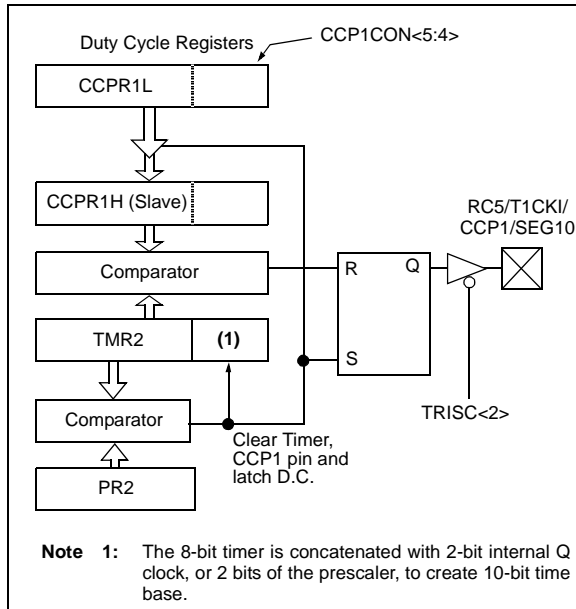 Duty Cycle Registers
CCP1CON<5:4>
CCPR1L
CCPR1H (Slave)
RC5/T1CKI/
CCP1/SEG10
Comparator
R
Q
TMR2
(1)
S
Comparator
TRISC<2>
Clear Timer,
CCP1 pin and
latch D.C.
PR2
Note 1: The 8-bit timer is concatenated with 2-bit internal Q
clock, or 2 bits of the prescaler, to create 10-bit time
base.